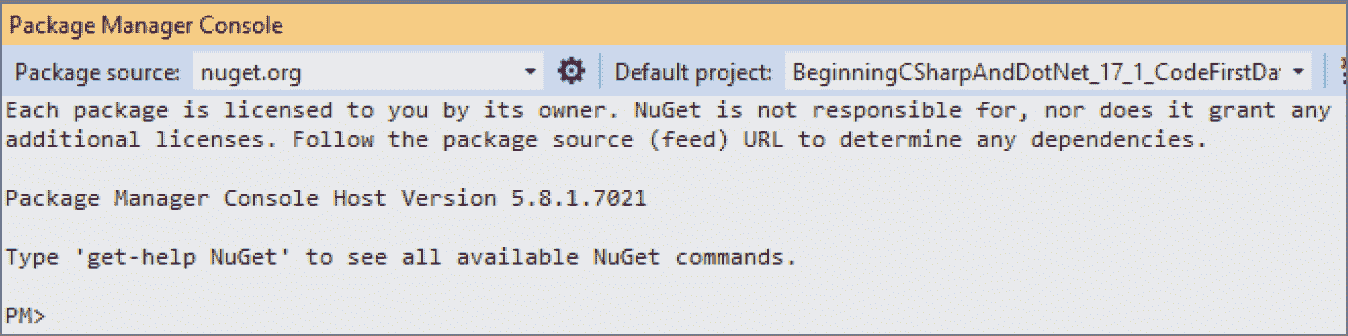 Package Manager Console
Package source: nuget.org Default project: BeginningCSharpAndDotNet_17_1_CodeFirstDa
Each package is licensed to you by its owner. NuGet is not responsible for, nor does it grant any
additional licenses. Follow the package source (feed) URL to determine any dependencies.
Package Manager Console Host Version 5.8.1.7021
Type 'get-help NuGet' to see all available NuGet commands.
PM>